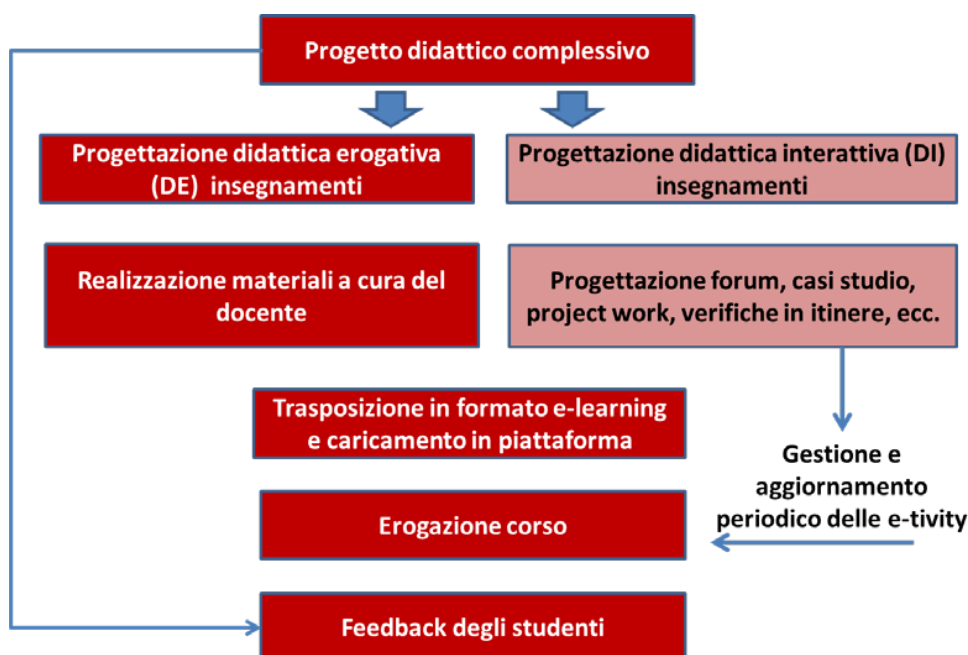 Progetto didattico complessivo
Progettazione didattica erogativa
(DE) insegnamenti
Progettazione didattica interattiva (DI)
insegnamenti
Realizzazione materiali a cura del
docente
Progettazione forum, casi studio,
project work, verifiche in itinere, ecc.
Trasposizione in formato e-learning
e caricamento in piattaforma
Gestione e
aggiornamento
periodico delle e-tivity
Erogazione corso
Feedback degli studenti